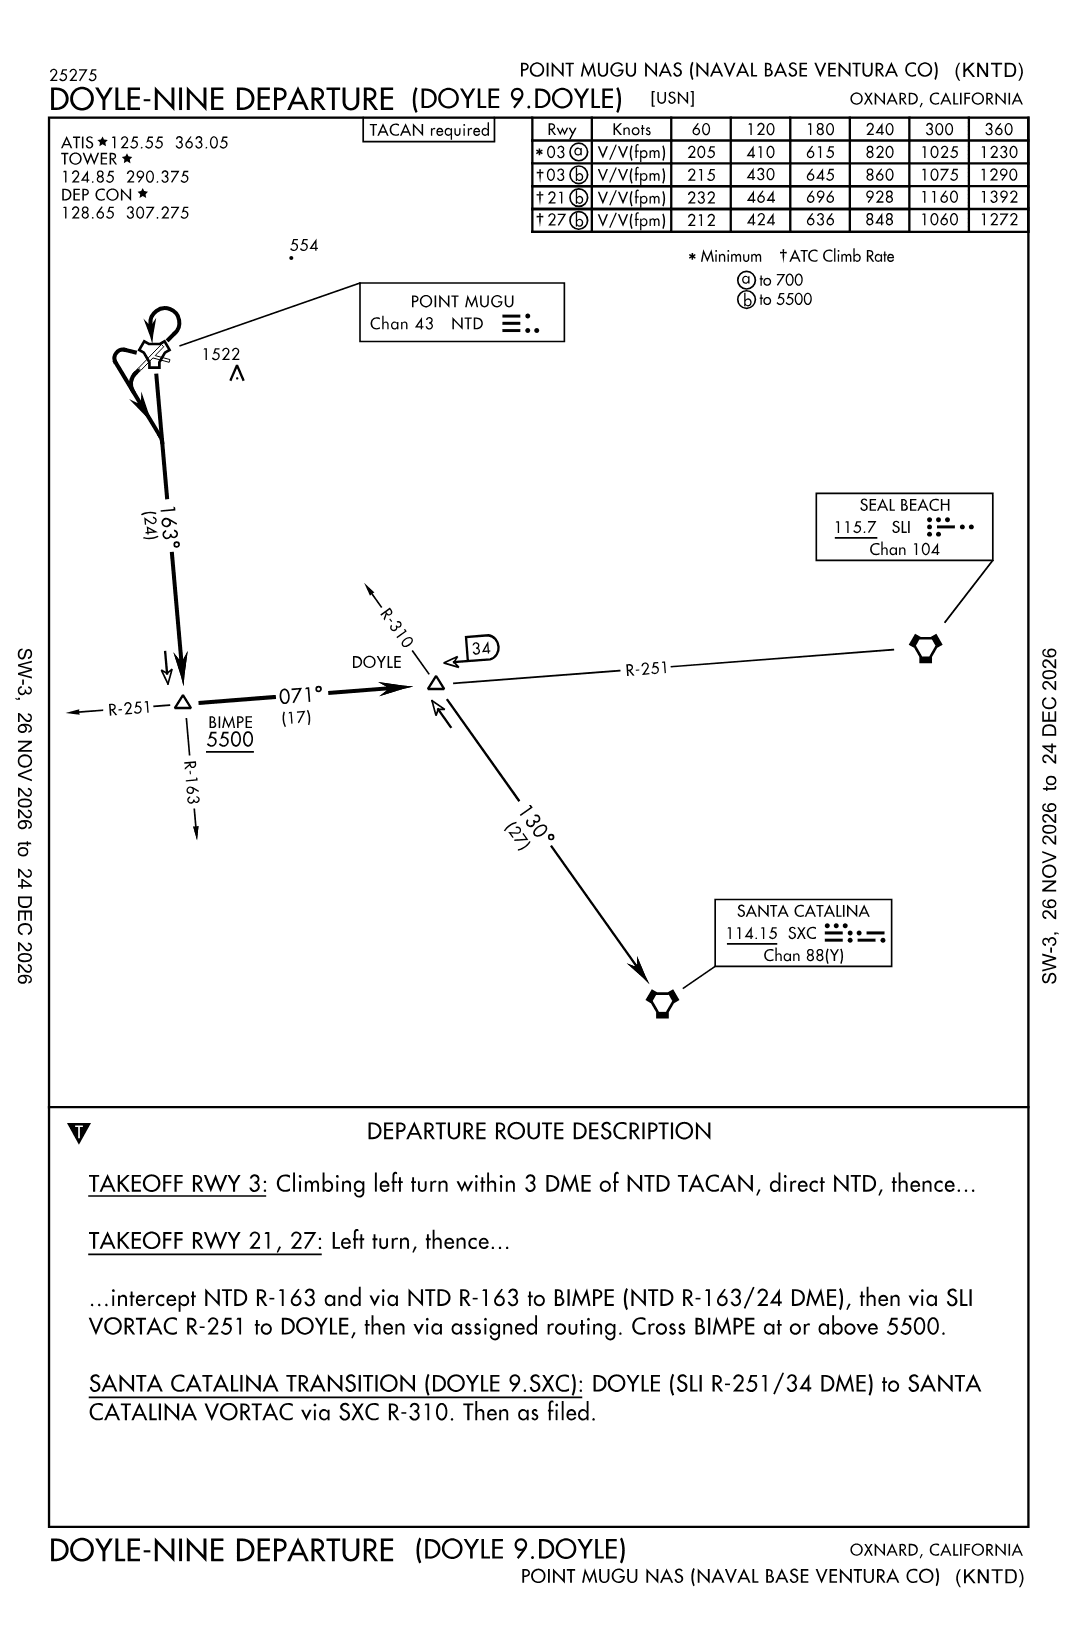 25275
POINT MUGU NAS (NAVAL BASE VENTURA CO) (KNTD)
DOYLE-NINE DEPARTURE (DOYLE 9.DOYLE) [USN] OXNARD, CALIFORNIA
ATIS ★ 125.55 363.05
TOWER ★
124.85 290.375
DEP CON ★
128.65 307.275
TACAN required
Rwy Knots 60 120 180 240 300 360
* 03 ⓐ V/V(fpm) 205 410 615 820 1025 1230
† 03 ⓑ V/V(fpm) 215 430 645 860 1075 1290
† 21 ⓑ V/V(fpm) 232 464 696 928 1160 1392
† 27 ⓑ V/V(fpm) 212 424 636 848 1060 1272
* Minimum † ATC Climb Rate
ⓐ to 700
ⓑ to 5500
554
POINT MUGU
Chan 43 NTD
1522
163°
(24)
SEAL BEACH
115.7 SLI
Chan 104
R-310
34
DOYLE
R-251
R-251
071°
(17)
BIMPE
5500
R-163
130°
(27)
SANTA CATALINA
114.15 SXC
Chan 88(Y)
SW-3, 26 NOV 2026 to 24 DEC 2026
SW-3, 26 NOV 2026 to 24 DEC 2026
T
DEPARTURE ROUTE DESCRIPTION
TAKEOFF RWY 3: Climbing left turn within 3 DME of NTD TACAN, direct NTD, thence...
TAKEOFF RWY 21, 27: Left turn, thence...
...intercept NTD R-163 and via NTD R-163 to BIMPE (NTD R-163/24 DME), then via SLI
VORTAC R-251 to DOYLE, then via assigned routing. Cross BIMPE at or above 5500.
SANTA CATALINA TRANSITION (DOYLE 9.SXC): DOYLE (SLI R-251/34 DME) to SANTA
CATALINA VORTAC via SXC R-310. Then as filed.
DOYLE-NINE DEPARTURE (DOYLE 9.DOYLE) OXNARD, CALIFORNIA
POINT MUGU NAS (NAVAL BASE VENTURA CO) (KNTD)